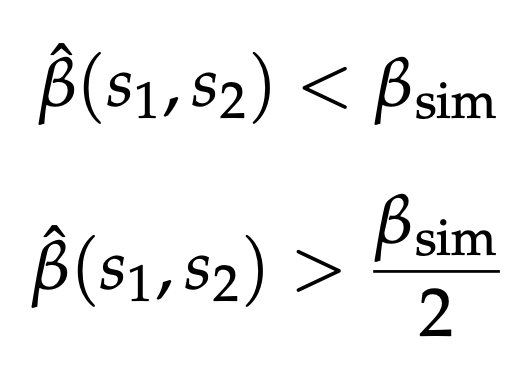 β̂(s₁, s₂) < β_sim
β̂(s₁, s₂) > β_sim / 2